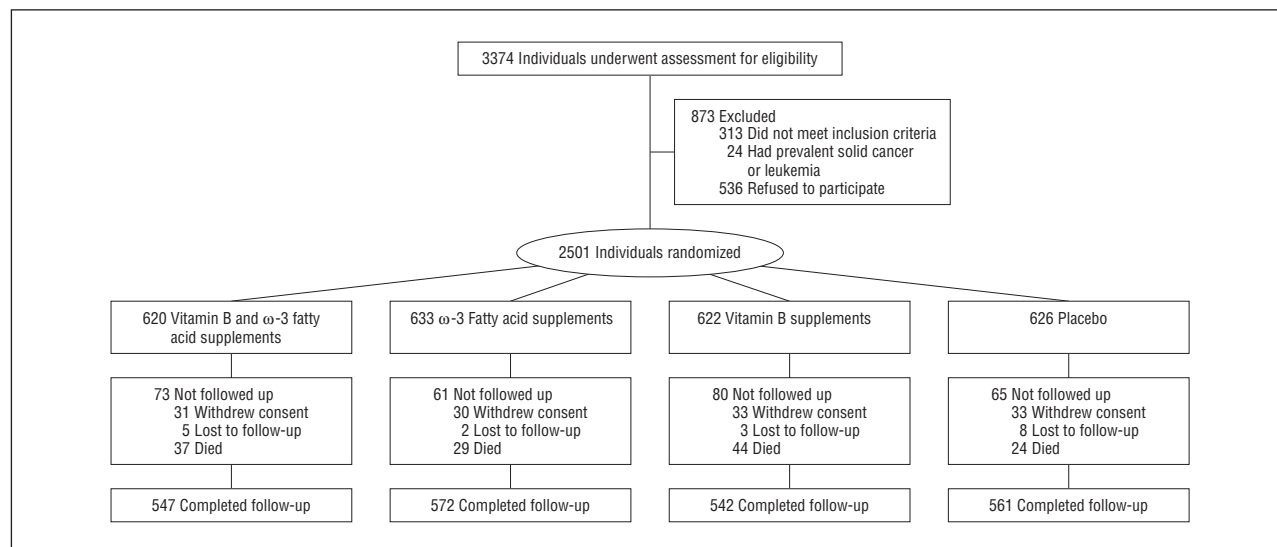 3374 Individuals underwent assessment for eligibility
873 Excluded
313 Did not meet inclusion criteria
24 Had prevalent solid cancer
or leukemia
536 Refused to participate
2501 Individuals randomized
620 Vitamin B and ω-3 fatty
acid supplements
73 Not followed up
31 Withdrew consent
5 Lost to follow-up
37 Died
547 Completed follow-up
633 ω-3 Fatty acid supplements
61 Not followed up
30 Withdrew consent
2 Lost to follow-up
29 Died
572 Completed follow-up
622 Vitamin B supplements
80 Not followed up
33 Withdrew consent
3 Lost to follow-up
44 Died
542 Completed follow-up
626 Placebo
65 Not followed up
33 Withdrew consent
8 Lost to follow-up
24 Died
561 Completed follow-up